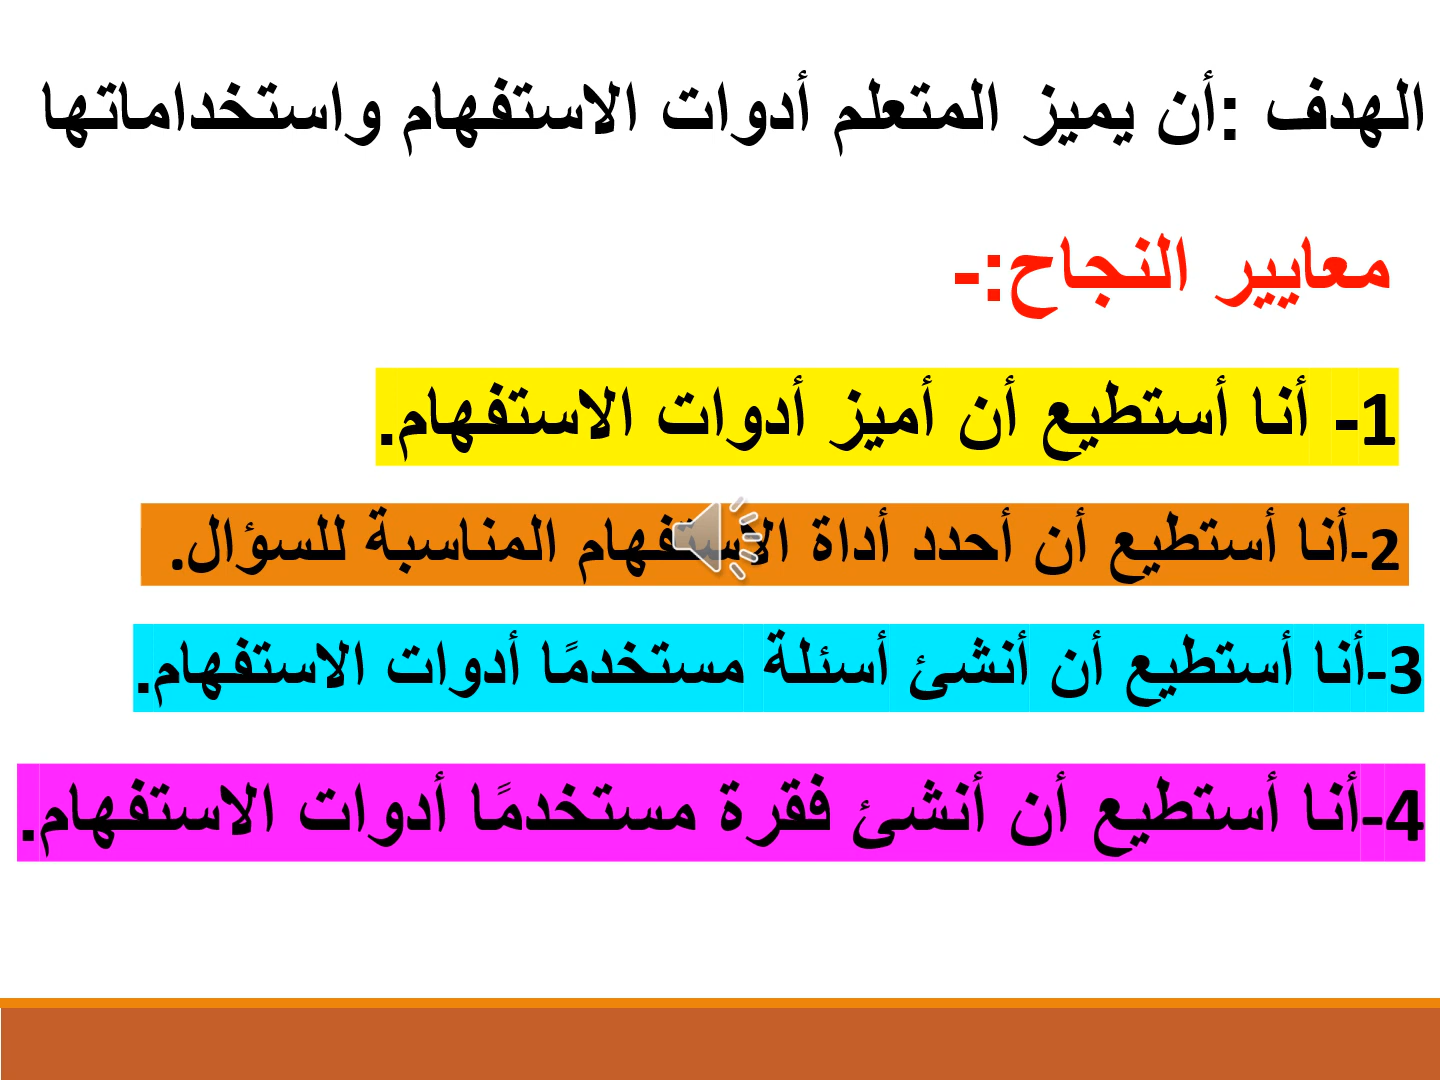 الهدف :أن يميز المتعلم أدوات الاستفهام واستخداماتها
معايير النجاح:-
1- أنا أستطيع أن أميز أدوات الاستفهام.
2-أنا أستطيع أن أحدد أداة الاستفهام المناسبة للسؤال.
3-أنا أستطيع أن أنشئ أسئلة مستخدمًا أدوات الاستفهام.
4-أنا أستطيع أن أنشئ فقرة مستخدمًا أدوات الاستفهام.